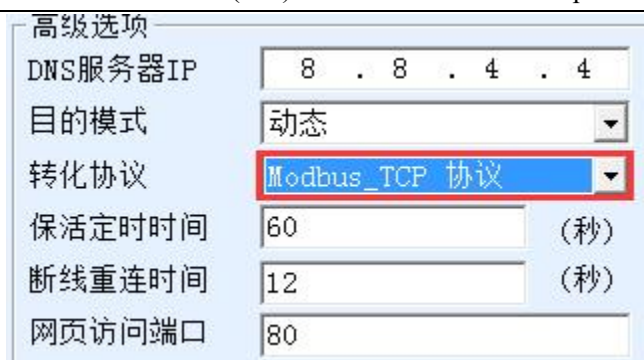 高级选项
DNS服务器IP 8 . 8 . 4 . 4
目的模式 动态
转化协议 Modbus_TCP 协议
保活定时时间 60 (秒)
断线重连时间 12 (秒)
网页访问端口 80